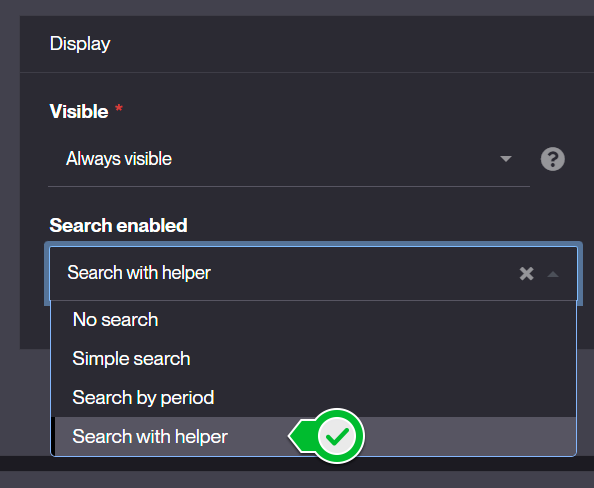 Display
Visible *
Always visible
Search enabled
Search with helper
No search
Simple search
Search by period
Search with helper